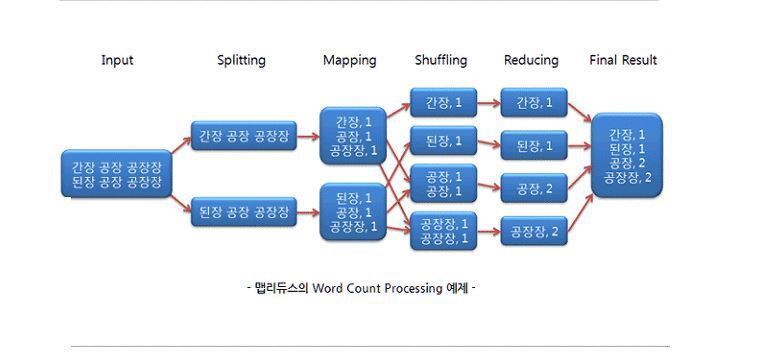 Input
Splitting
Mapping
Shuffling
Reducing
Final Result
간장 공장 공장장
된장 공장 공장장
간장 공장 공장장
된장 공장 공장장
간장, 1
공장, 1
공장장, 1
된장, 1
공장, 1
공장장, 1
간장, 1
된장, 1
공장, 1
공장, 1
공장장, 1
공장장, 1
간장, 1
된장, 1
공장, 2
공장장, 2
간장, 1
된장, 1
공장, 2
공장장, 2
- 맵리듀스의 Word Count Processing 예제 -